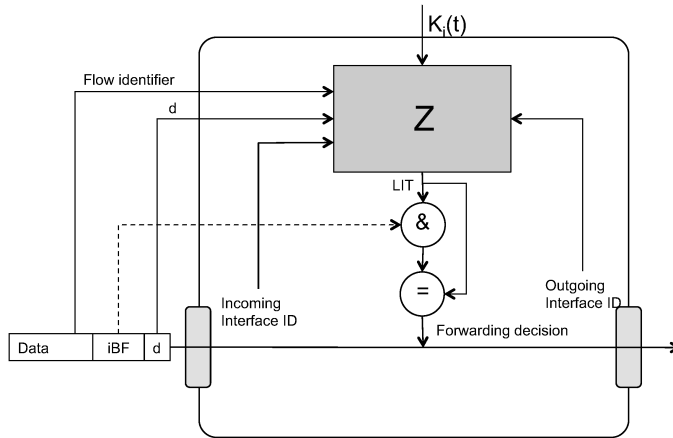 K_i(t)
Flow identifier
Z
d
LIT
&
Incoming
Interface ID
=
Outgoing
Interface ID
Forwarding decision
Data
iBF
d